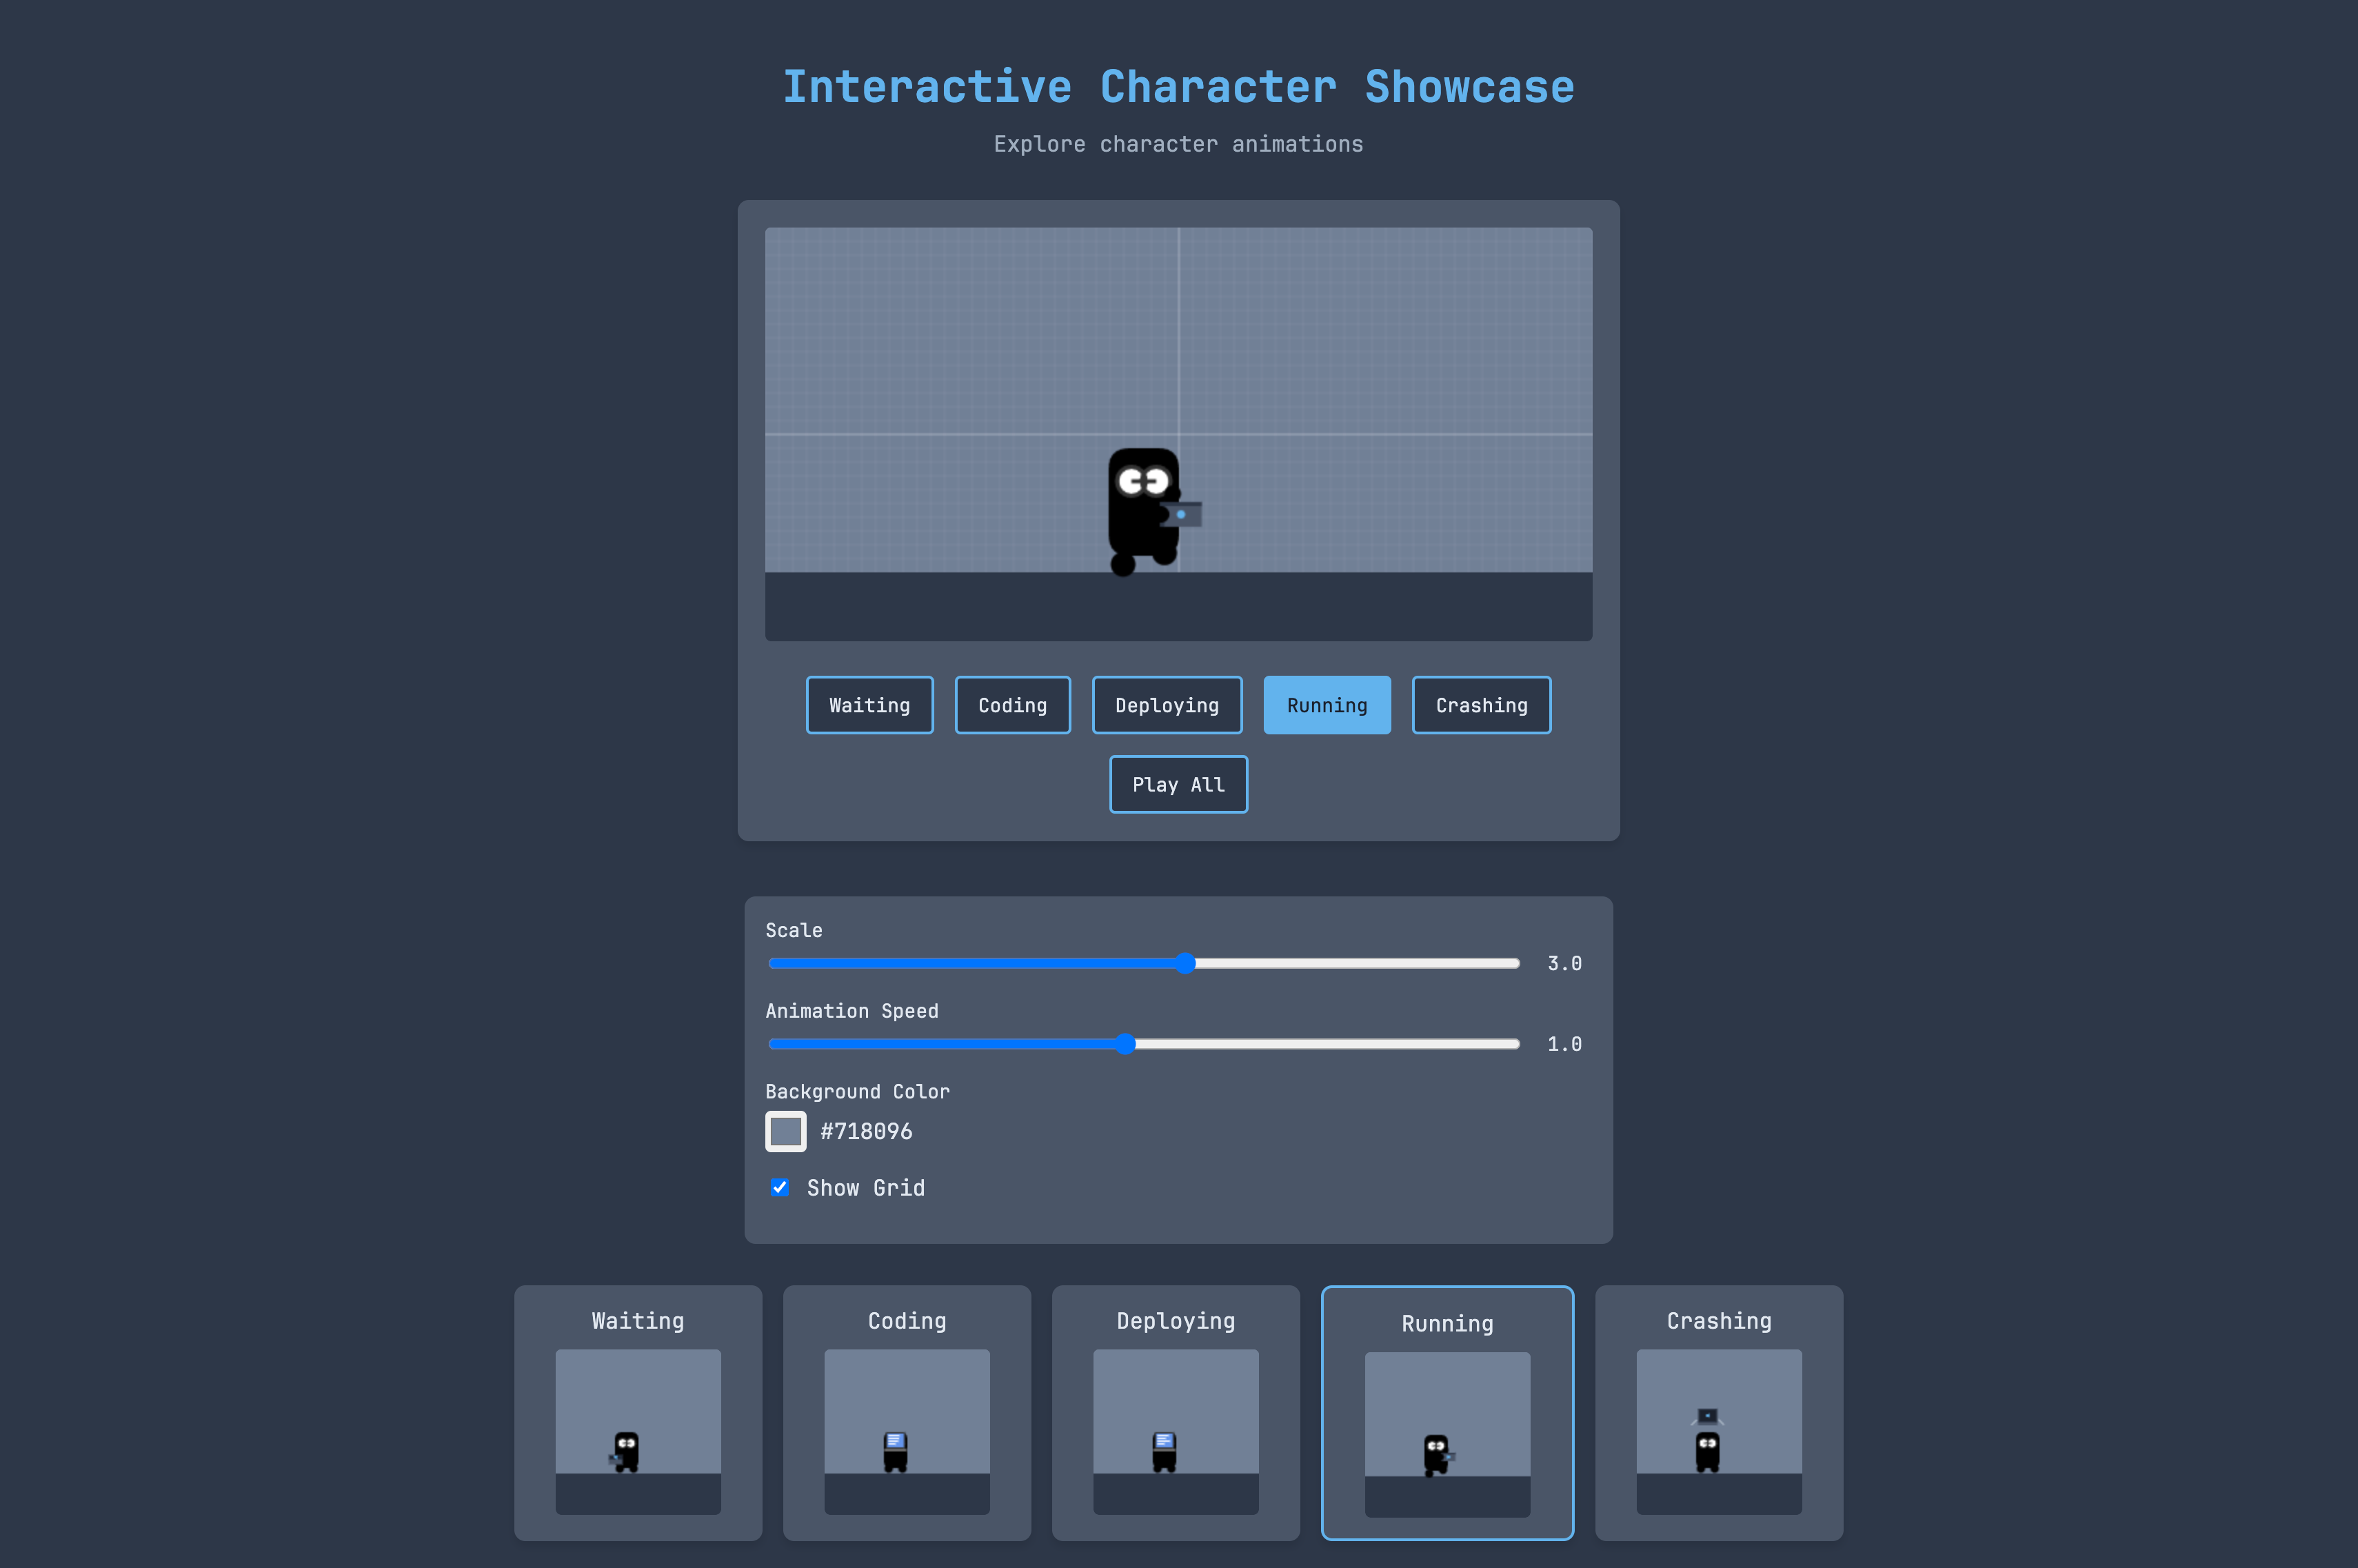 Interactive Character Showcase
Explore character animations
Waiting Coding Deploying Running Crashing
Play All
Scale
3.0
Animation Speed
1.0
Background Color
#718096
Show Grid
Waiting Coding Deploying Running Crashing